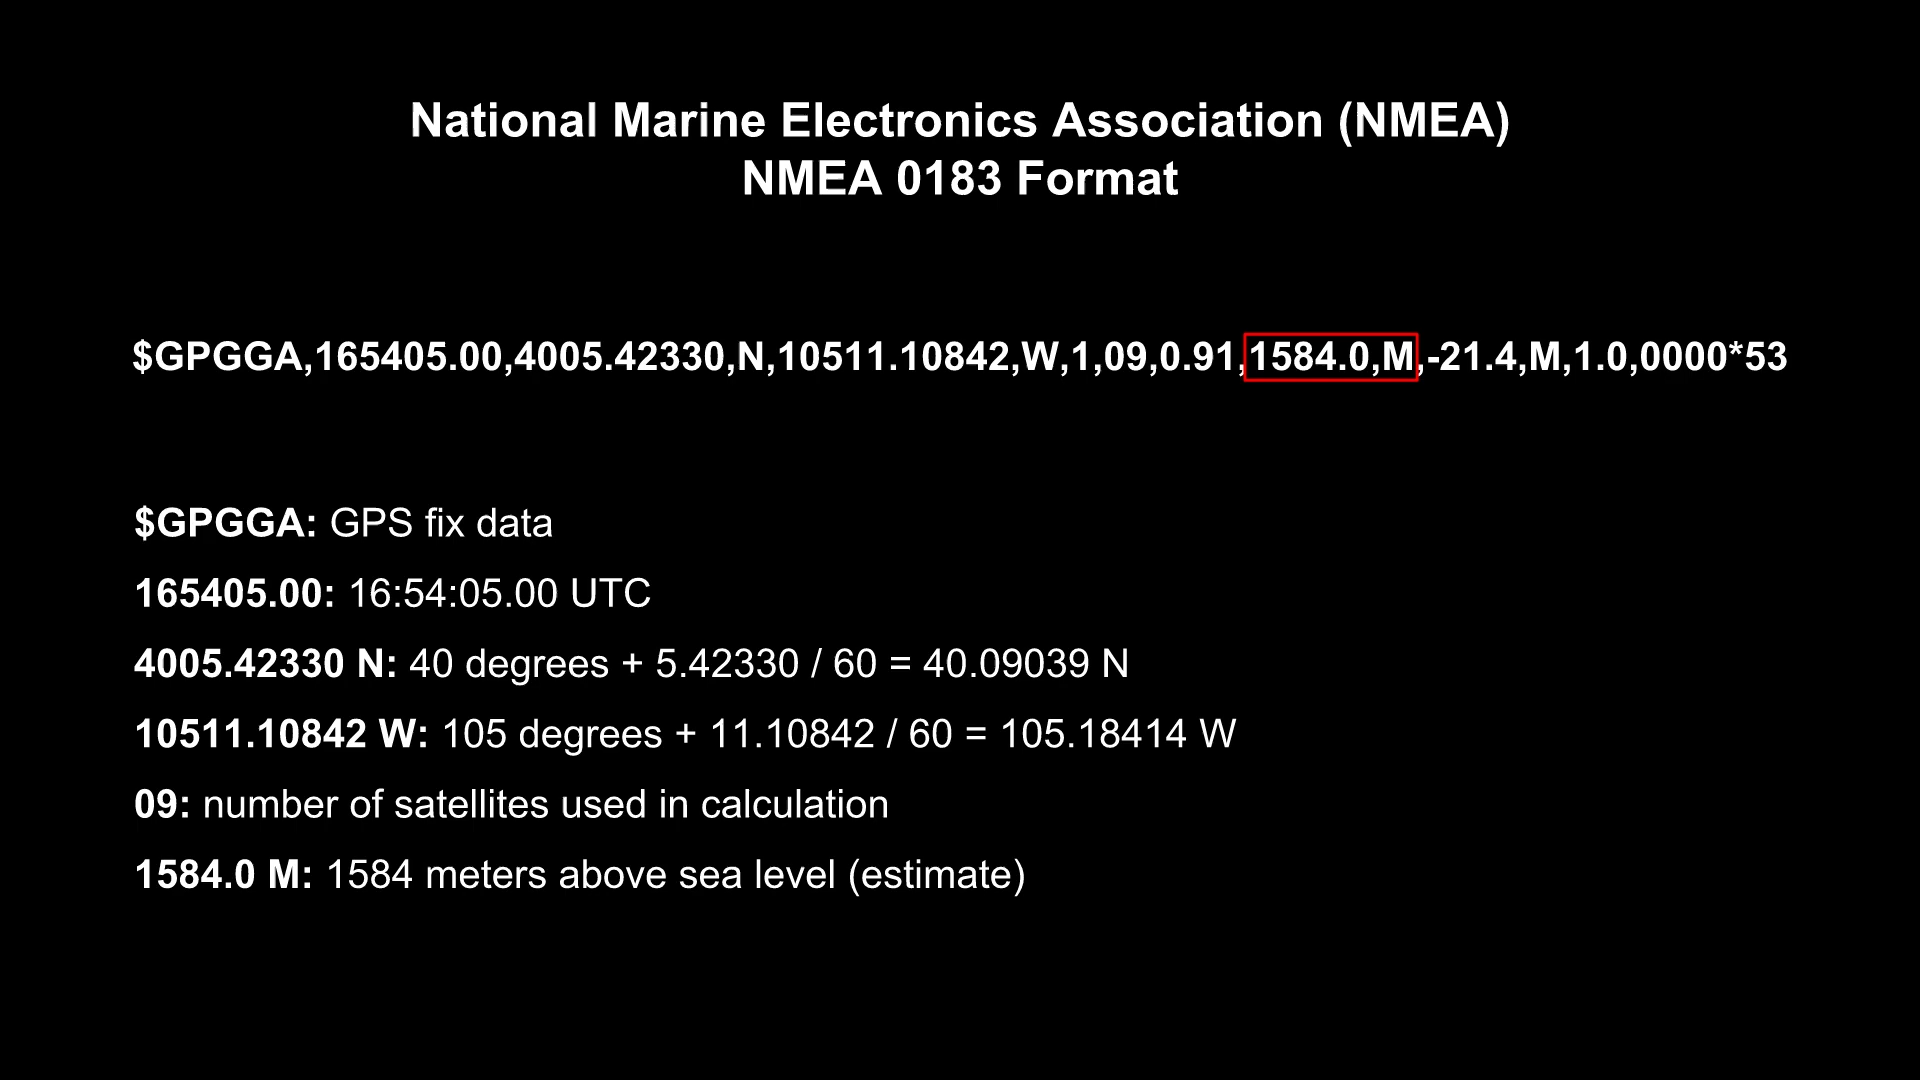 National Marine Electronics Association (NMEA)
NMEA 0183 Format
$GPGGA,165405.00,4005.42330,N,10511.10842,W,1,09,0.91,1584.0,M,-21.4,M,1.0,0000*53
$GPGGA: GPS fix data
165405.00: 16:54:05.00 UTC
4005.42330 N: 40 degrees + 5.42330 / 60 = 40.09039 N
10511.10842 W: 105 degrees + 11.10842 / 60 = 105.18414 W
09: number of satellites used in calculation
1584.0 M: 1584 meters above sea level (estimate)